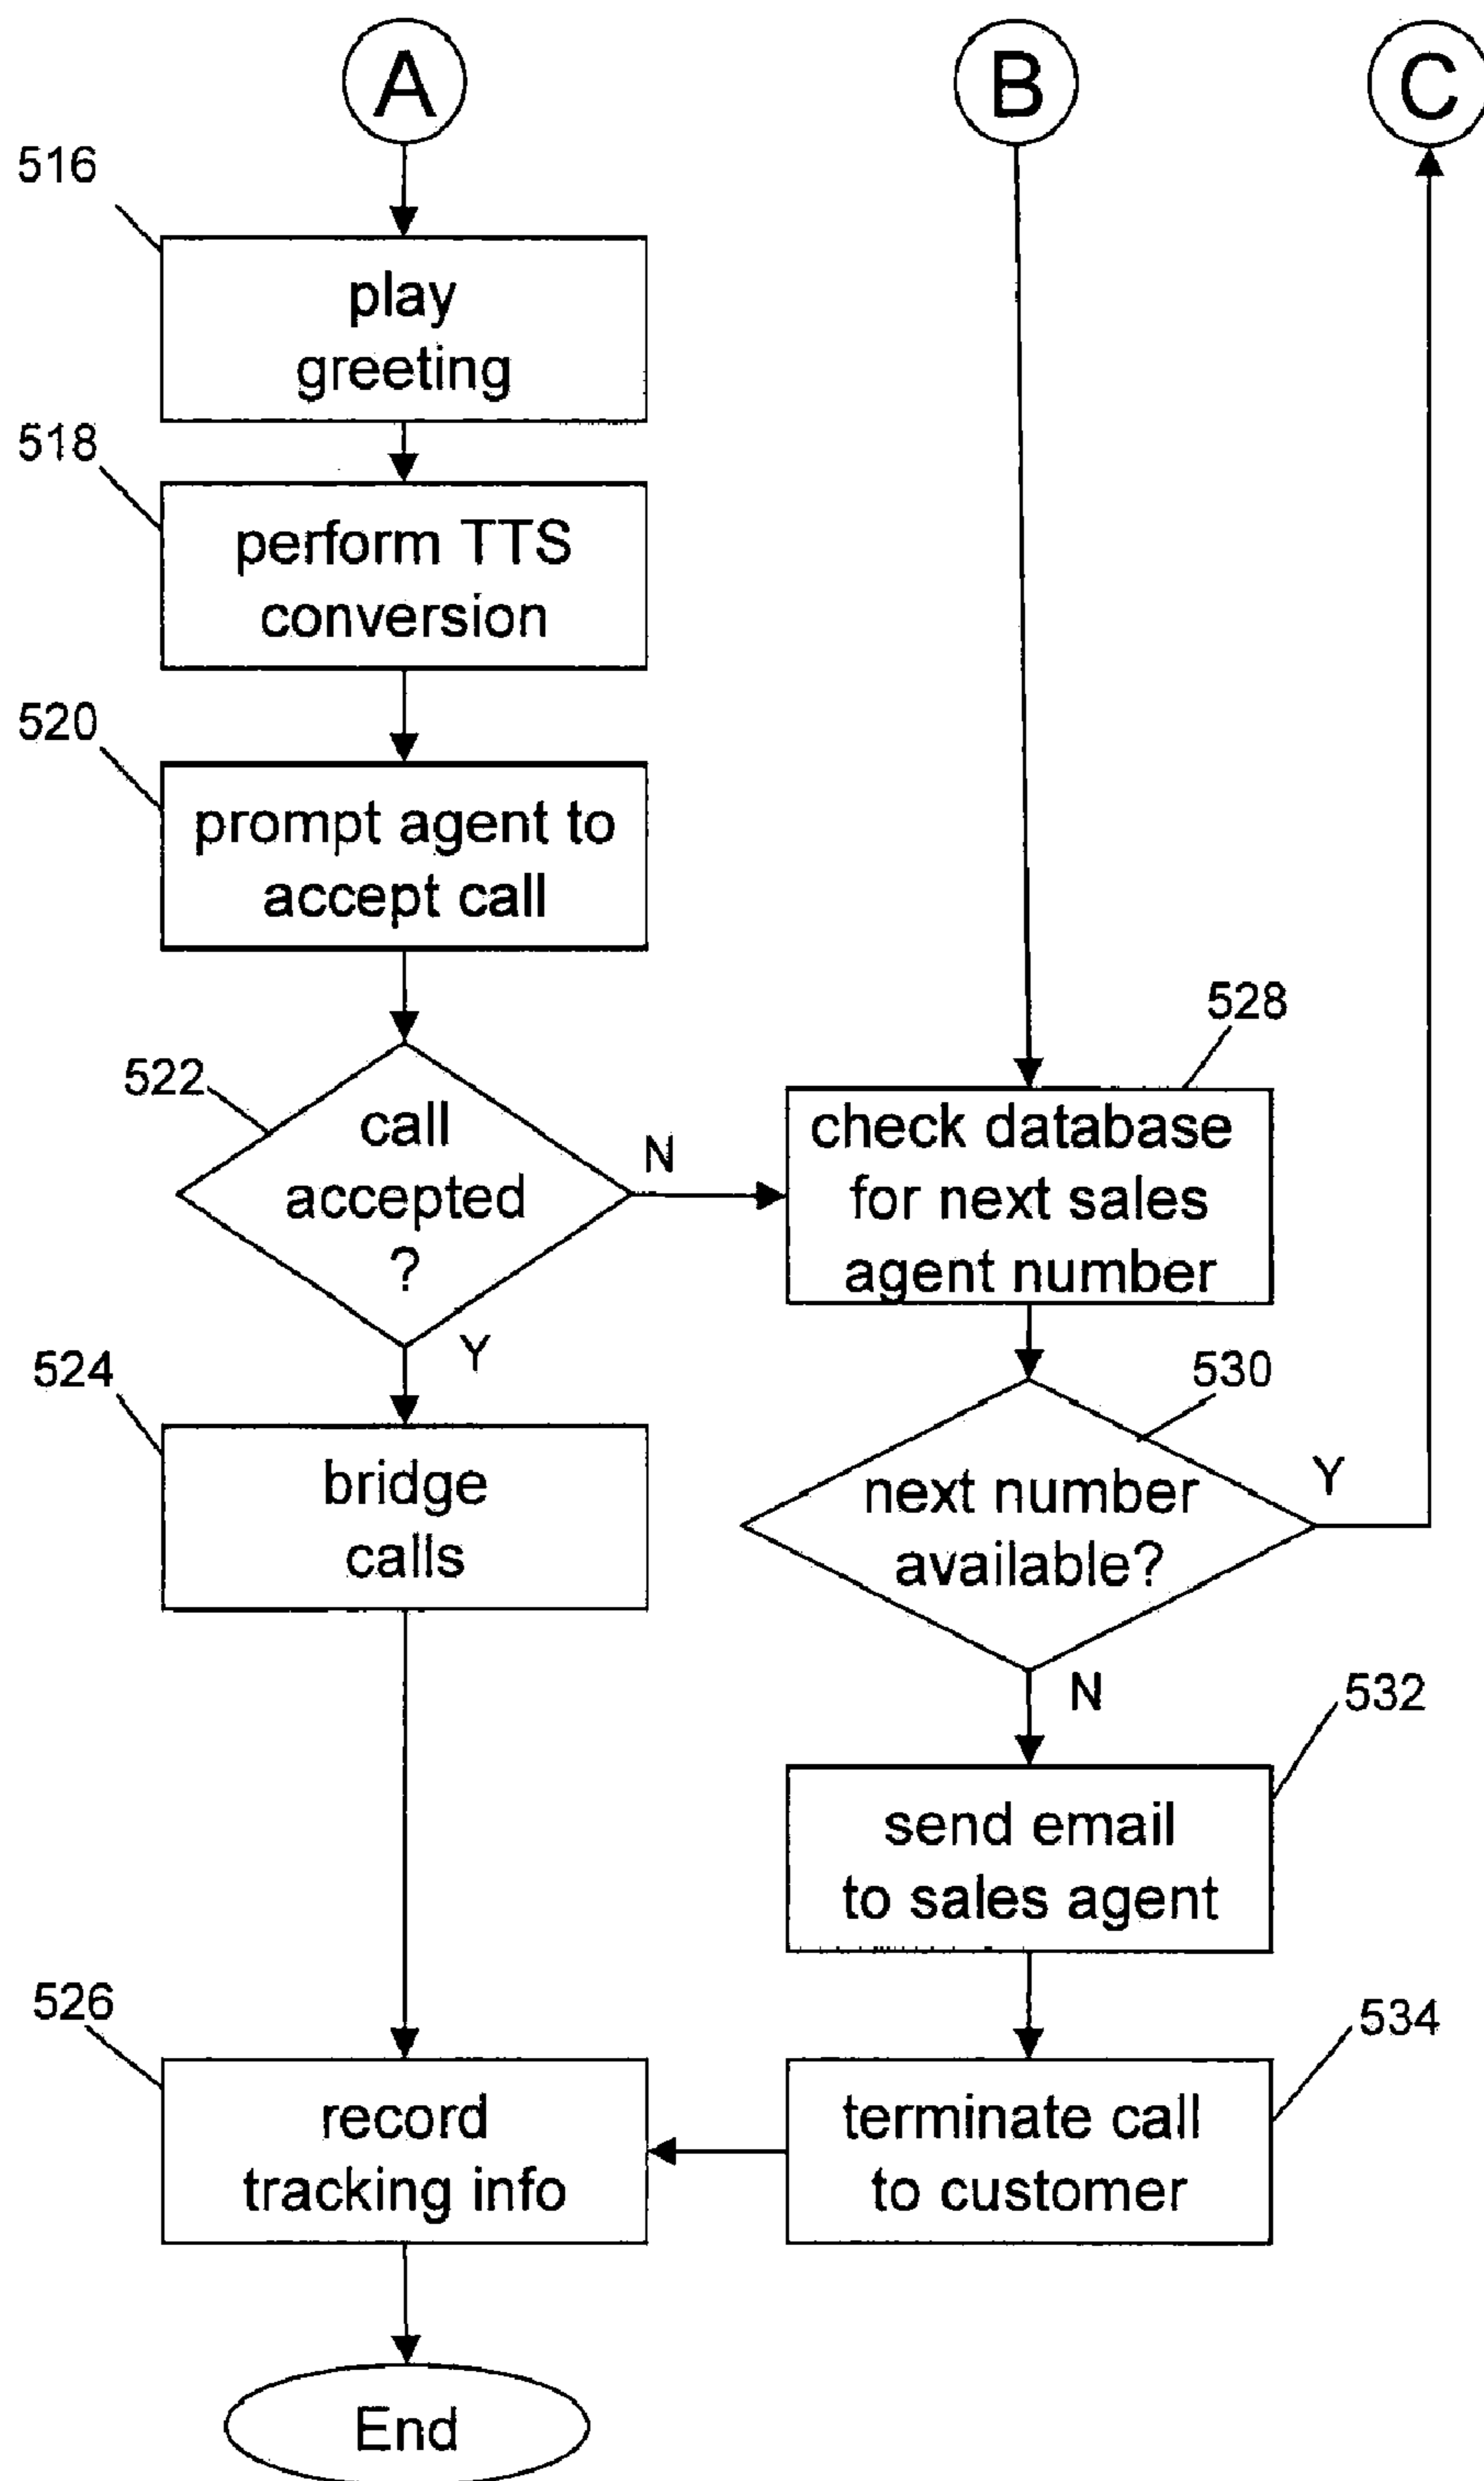 A
B
C
516
play
greeting
518
perform TTS
conversion
520
prompt agent to
accept call
522
call
accepted
?
N
Y
524
bridge
calls
526
record
tracking info
End
528
check database
for next sales
agent number
530
next number
available?
Y
N
532
send email
to sales agent
534
terminate call
to customer